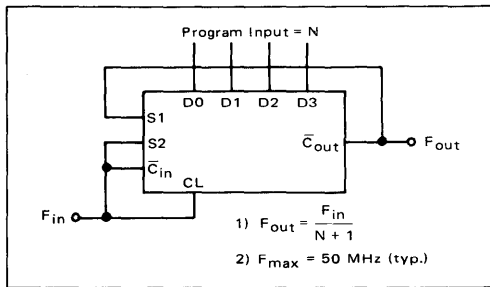 Program Input = N
D0 D1 D2 D3
S1
S2
C̅in
C̅out
Fout
CL
Fin
1) Fout = Fin / N + 1
2) Fmax = 50 MHz (typ.)